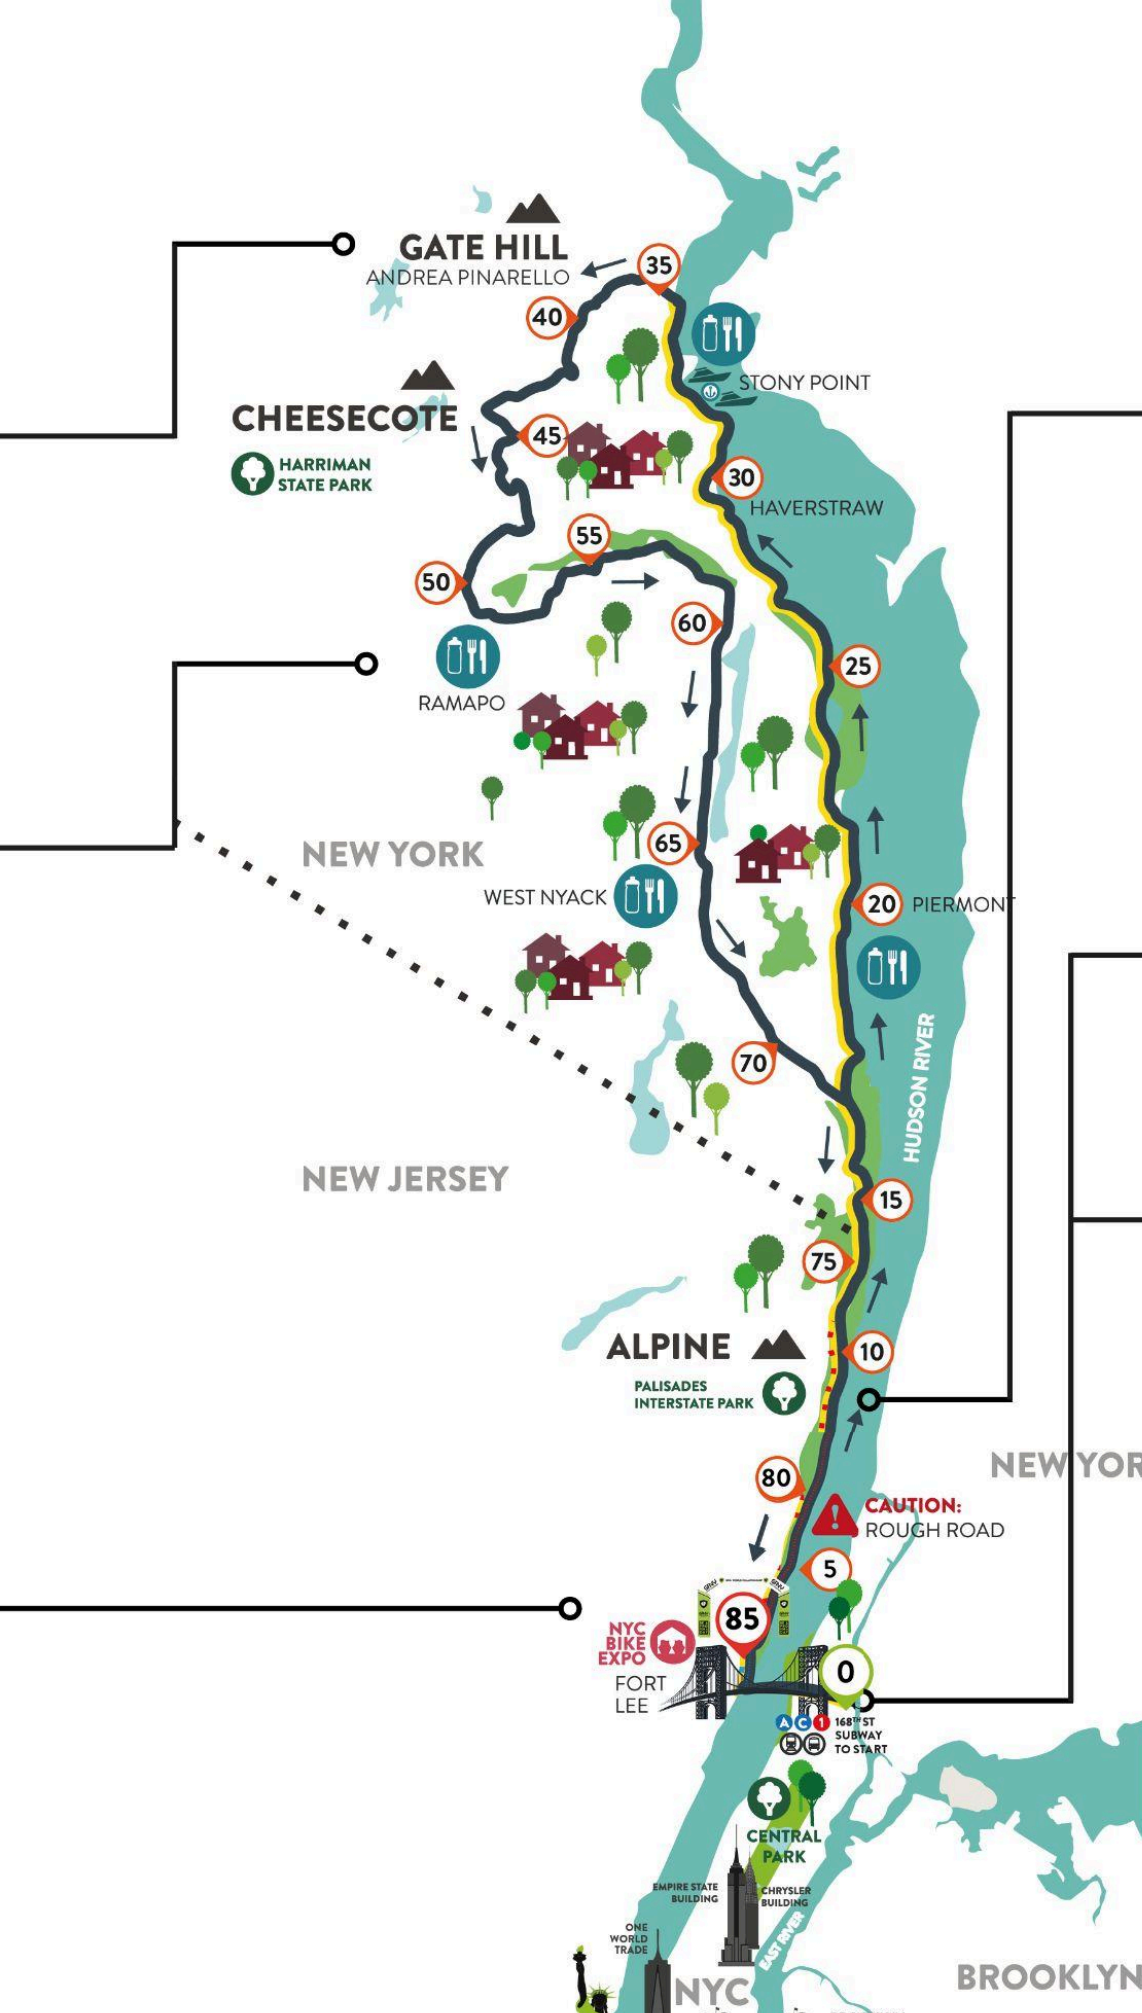 GATE HILL
ANDREA PINARELLO
35
40
CHEESECOTE
STONY POINT
HARRIMAN
STATE PARK
45
30
HAVERSTRAW
55
50
60
25
RAMAPO
65
NEW YORK
WEST NYACK
20
PIERMONT
HUDSON RIVER
70
NEW JERSEY
15
75
ALPINE
10
PALISADES
INTERSTATE PARK
80
NEW YOR
CAUTION:
ROUGH ROAD
5
85
NYC
BIKE
EXPO
FORT
LEE
0
A C 1
168TH ST
SUBWAY
TO START
CENTRAL
PARK
EMPIRE STATE
BUILDING
CHRYSLER
BUILDING
ONE
WORLD
TRADE
EAST RIVER
NYC
BROOKLYN